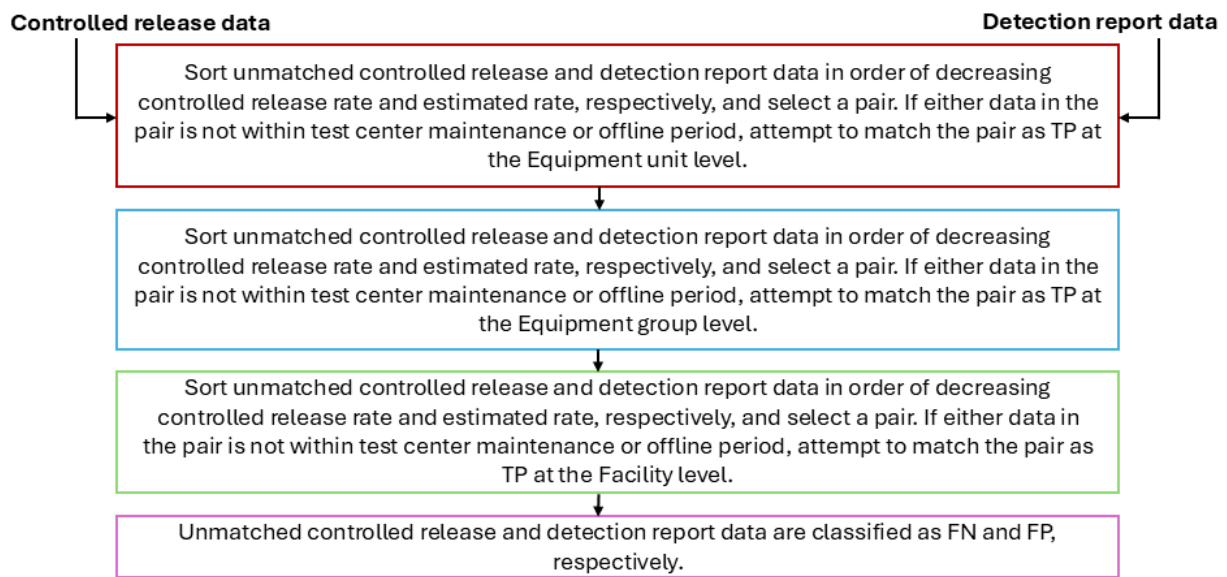 Controlled release data
Detection report data
Sort unmatched controlled release and detection report data in order of decreasing
controlled release rate and estimated rate, respectively, and select a pair. If either data in the
pair is not within test center maintenance or offline period, attempt to match the pair as TP at
the Equipment unit level.
Sort unmatched controlled release and detection report data in order of decreasing
controlled release rate and estimated rate, respectively, and select a pair. If either data in the
pair is not within test center maintenance or offline period, attempt to match the pair as TP at
the Equipment group level.
Sort unmatched controlled release and detection report data in order of decreasing
controlled release rate and estimated rate, respectively, and select a pair. If either data in
the pair is not within test center maintenance or offline period, attempt to match the pair as
TP at the Facility level.
Unmatched controlled release and detection report data are classified as FN and FP,
respectively.